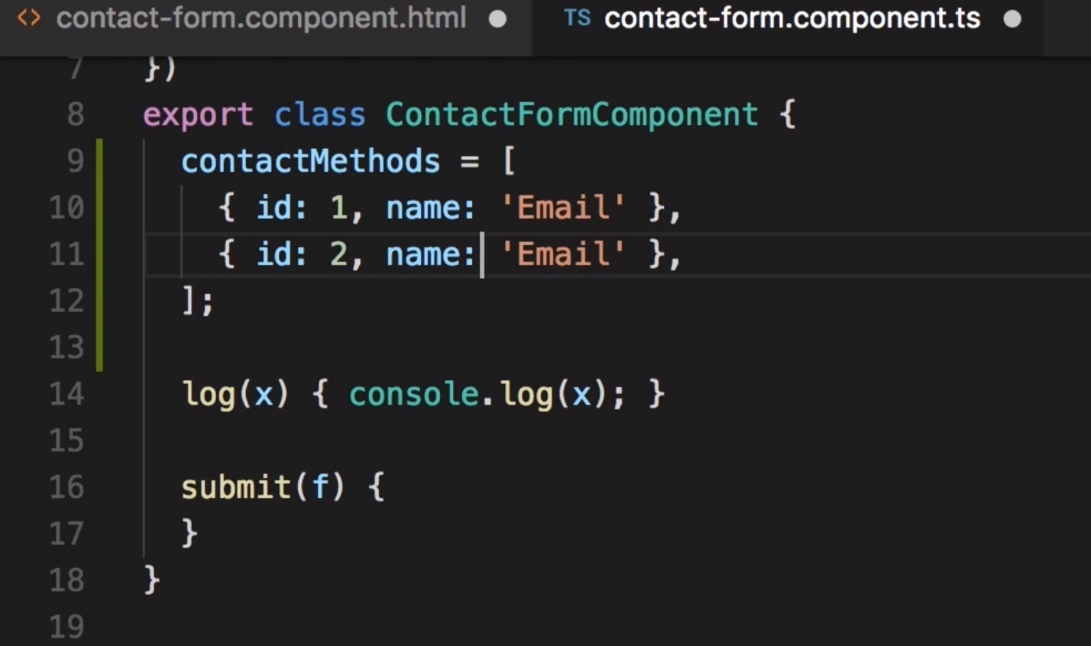 <> contact-form.component.html ● TS contact-form.component.ts ●
7 })
8 export class ContactFormComponent {
9 contactMethods = [
10 { id: 1, name: 'Email' },
11 { id: 2, name: 'Email' },
12 ];
13
14 log(x) { console.log(x); }
15
16 submit(f) {
17 }
18 }
19